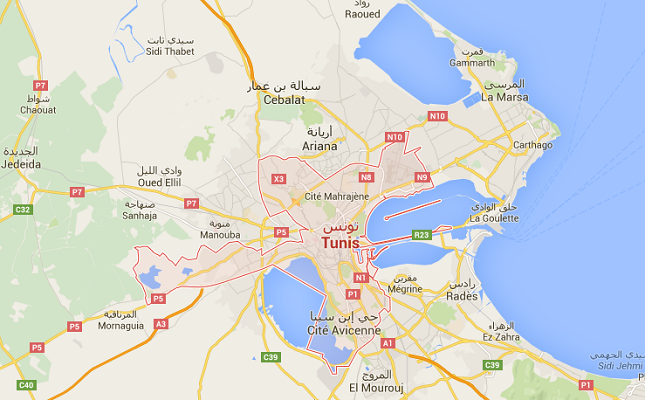 رواد
Raoued
سيدي ثابت
Sidi Thabet
قمرت
Gammarth
P7
شواط
Chaouat
سبالة بن عمار
Cebalat
المرسى
La Marsa
N10
أريانة
Ariana
N10
Carthago
الجديدة
Jedeida
وادي الليل
Oued Ellil
X3
N8
N9
P7
P7
Cité Mahrajène
صنهاجة
Sanhaja
C32
منوبة
Manouba
P5
تونس
Tunis
R23
خلق الوادي
La Goulette
N1
مقرين
Mégrine
رادس
Radès
P5
P1
المرناقية
Mornaguia
A3
P5
حي إبن سينا
Cité Avicenne
الزهراء
Ez Zahra
A1
C39
C39
سيدي الجهمي
Sidi Jehmi
C40
المروج
El Mourouj